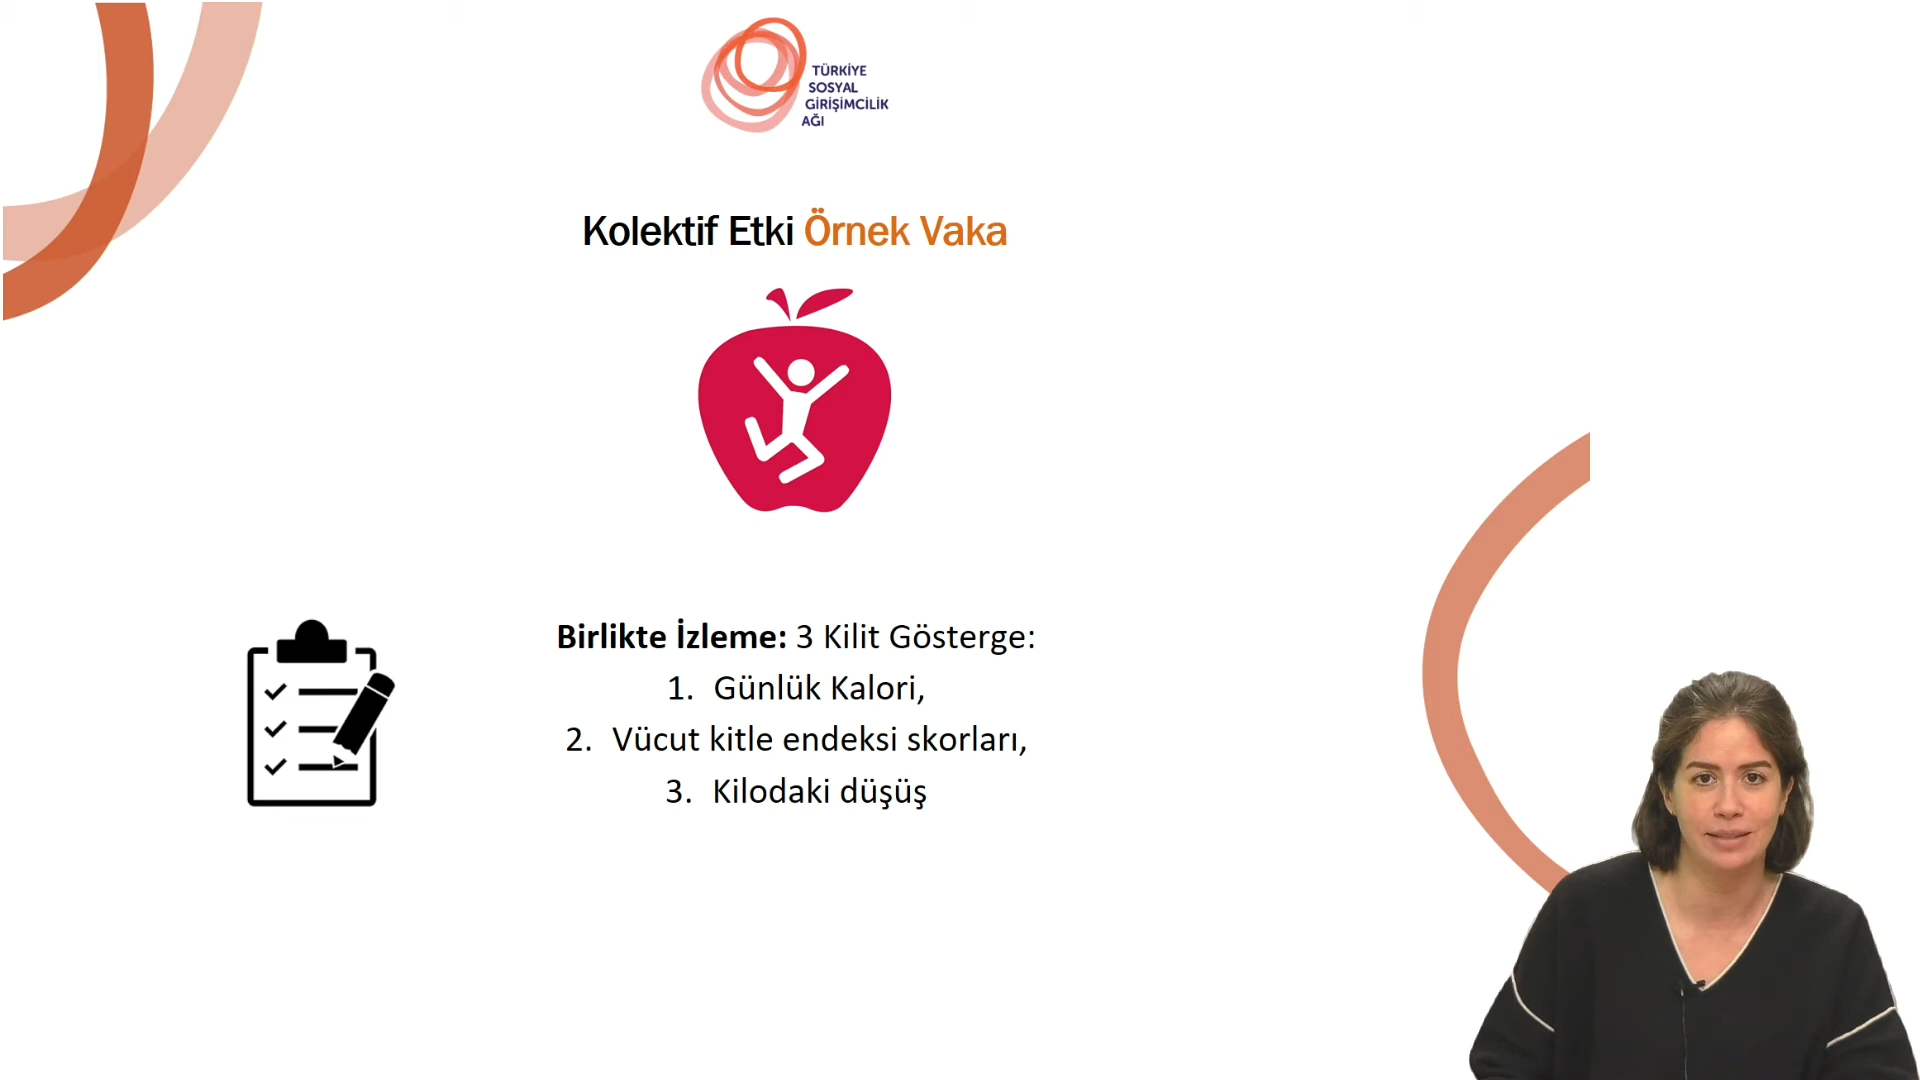 TÜRKİYE
SOSYAL
GİRİŞİMCİLİK
AĞI
Kolektif Etki Örnek Vaka
Birlikte İzleme: 3 Kilit Gösterge:
1. Günlük Kalori,
2. Vücut kitle endeksi skorları,
3. Kilodaki düşüş